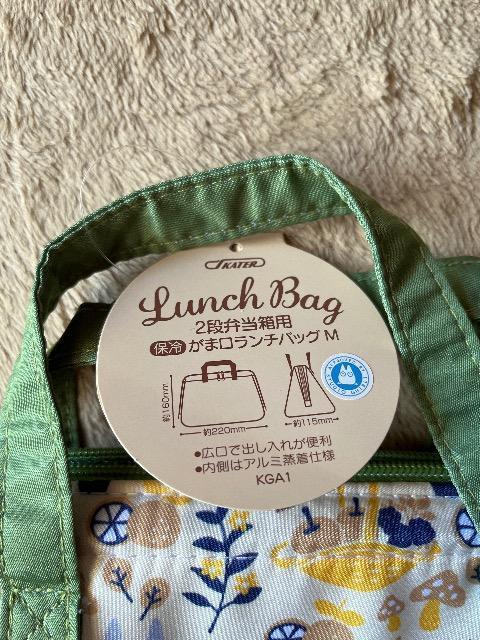 SKATER
Lunch Bag
2段弁当箱用
保冷 がま口ランチバッグ M
約160mm
約220mm
約115mm
●広口で出し入れが便利
●内側はアルミ蒸着仕様
KGA1